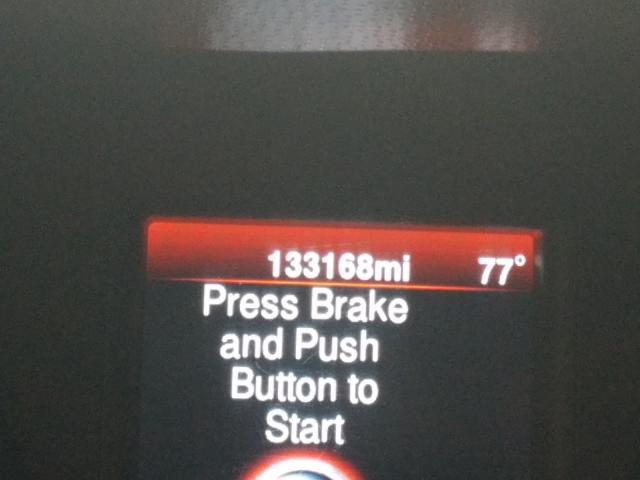 133168mi 77°
Press Brake
and Push
Button to
Start